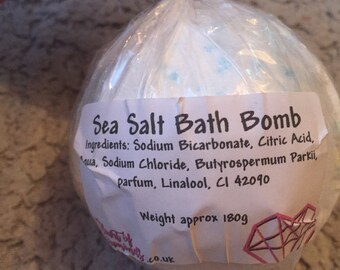 Sea Salt Bath Bomb
Ingredients: Sodium Bicarbonate, Citric Acid,
Sodium Chloride, Butyrospermum Parkii,
parfum, Linalool, CI 42090
Weight approx 180g
.co.uk